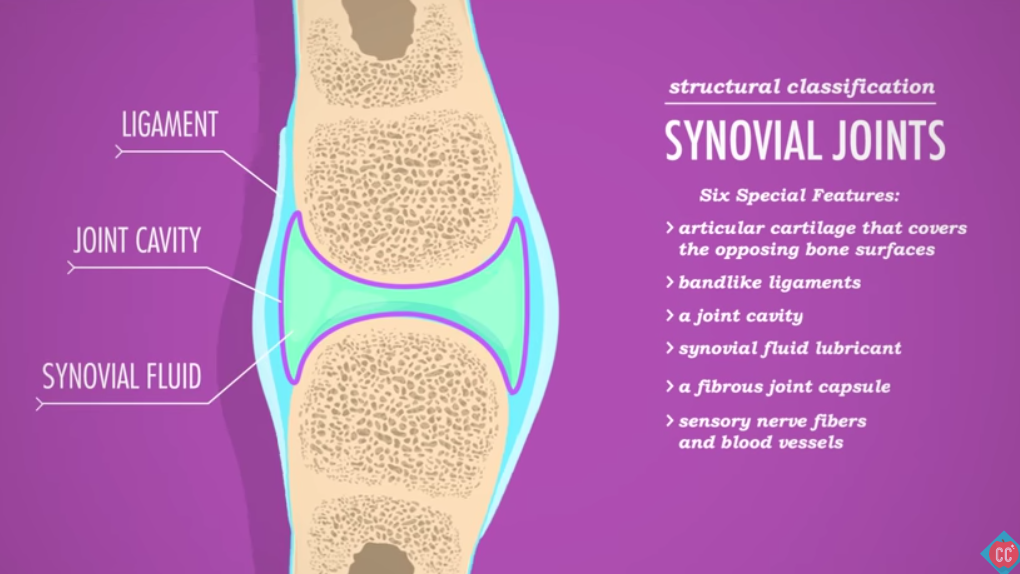 LIGAMENT
JOINT CAVITY
SYNOVIAL FLUID
structural classification
SYNOVIAL JOINTS
Six Special Features:
articular cartilage that covers
the opposing bone surfaces
bandlike ligaments
a joint cavity
synovial fluid lubricant
a fibrous joint capsule
sensory nerve fibers
and blood vessels
CC